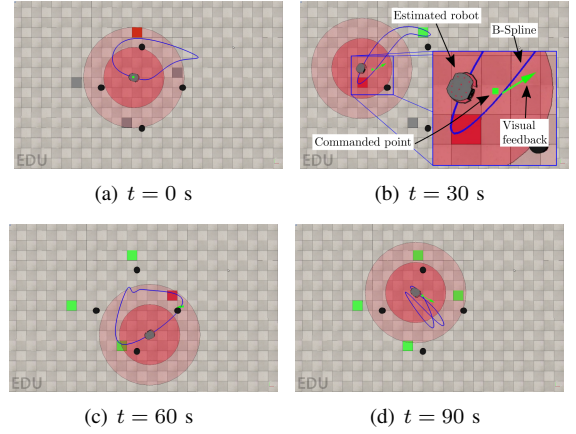 Estimated robot
B-Spline
Commanded point
Visual
feedback
EDU
EDU
(a) t = 0 s
(b) t = 30 s
EDU
EDU
(c) t = 60 s
(d) t = 90 s